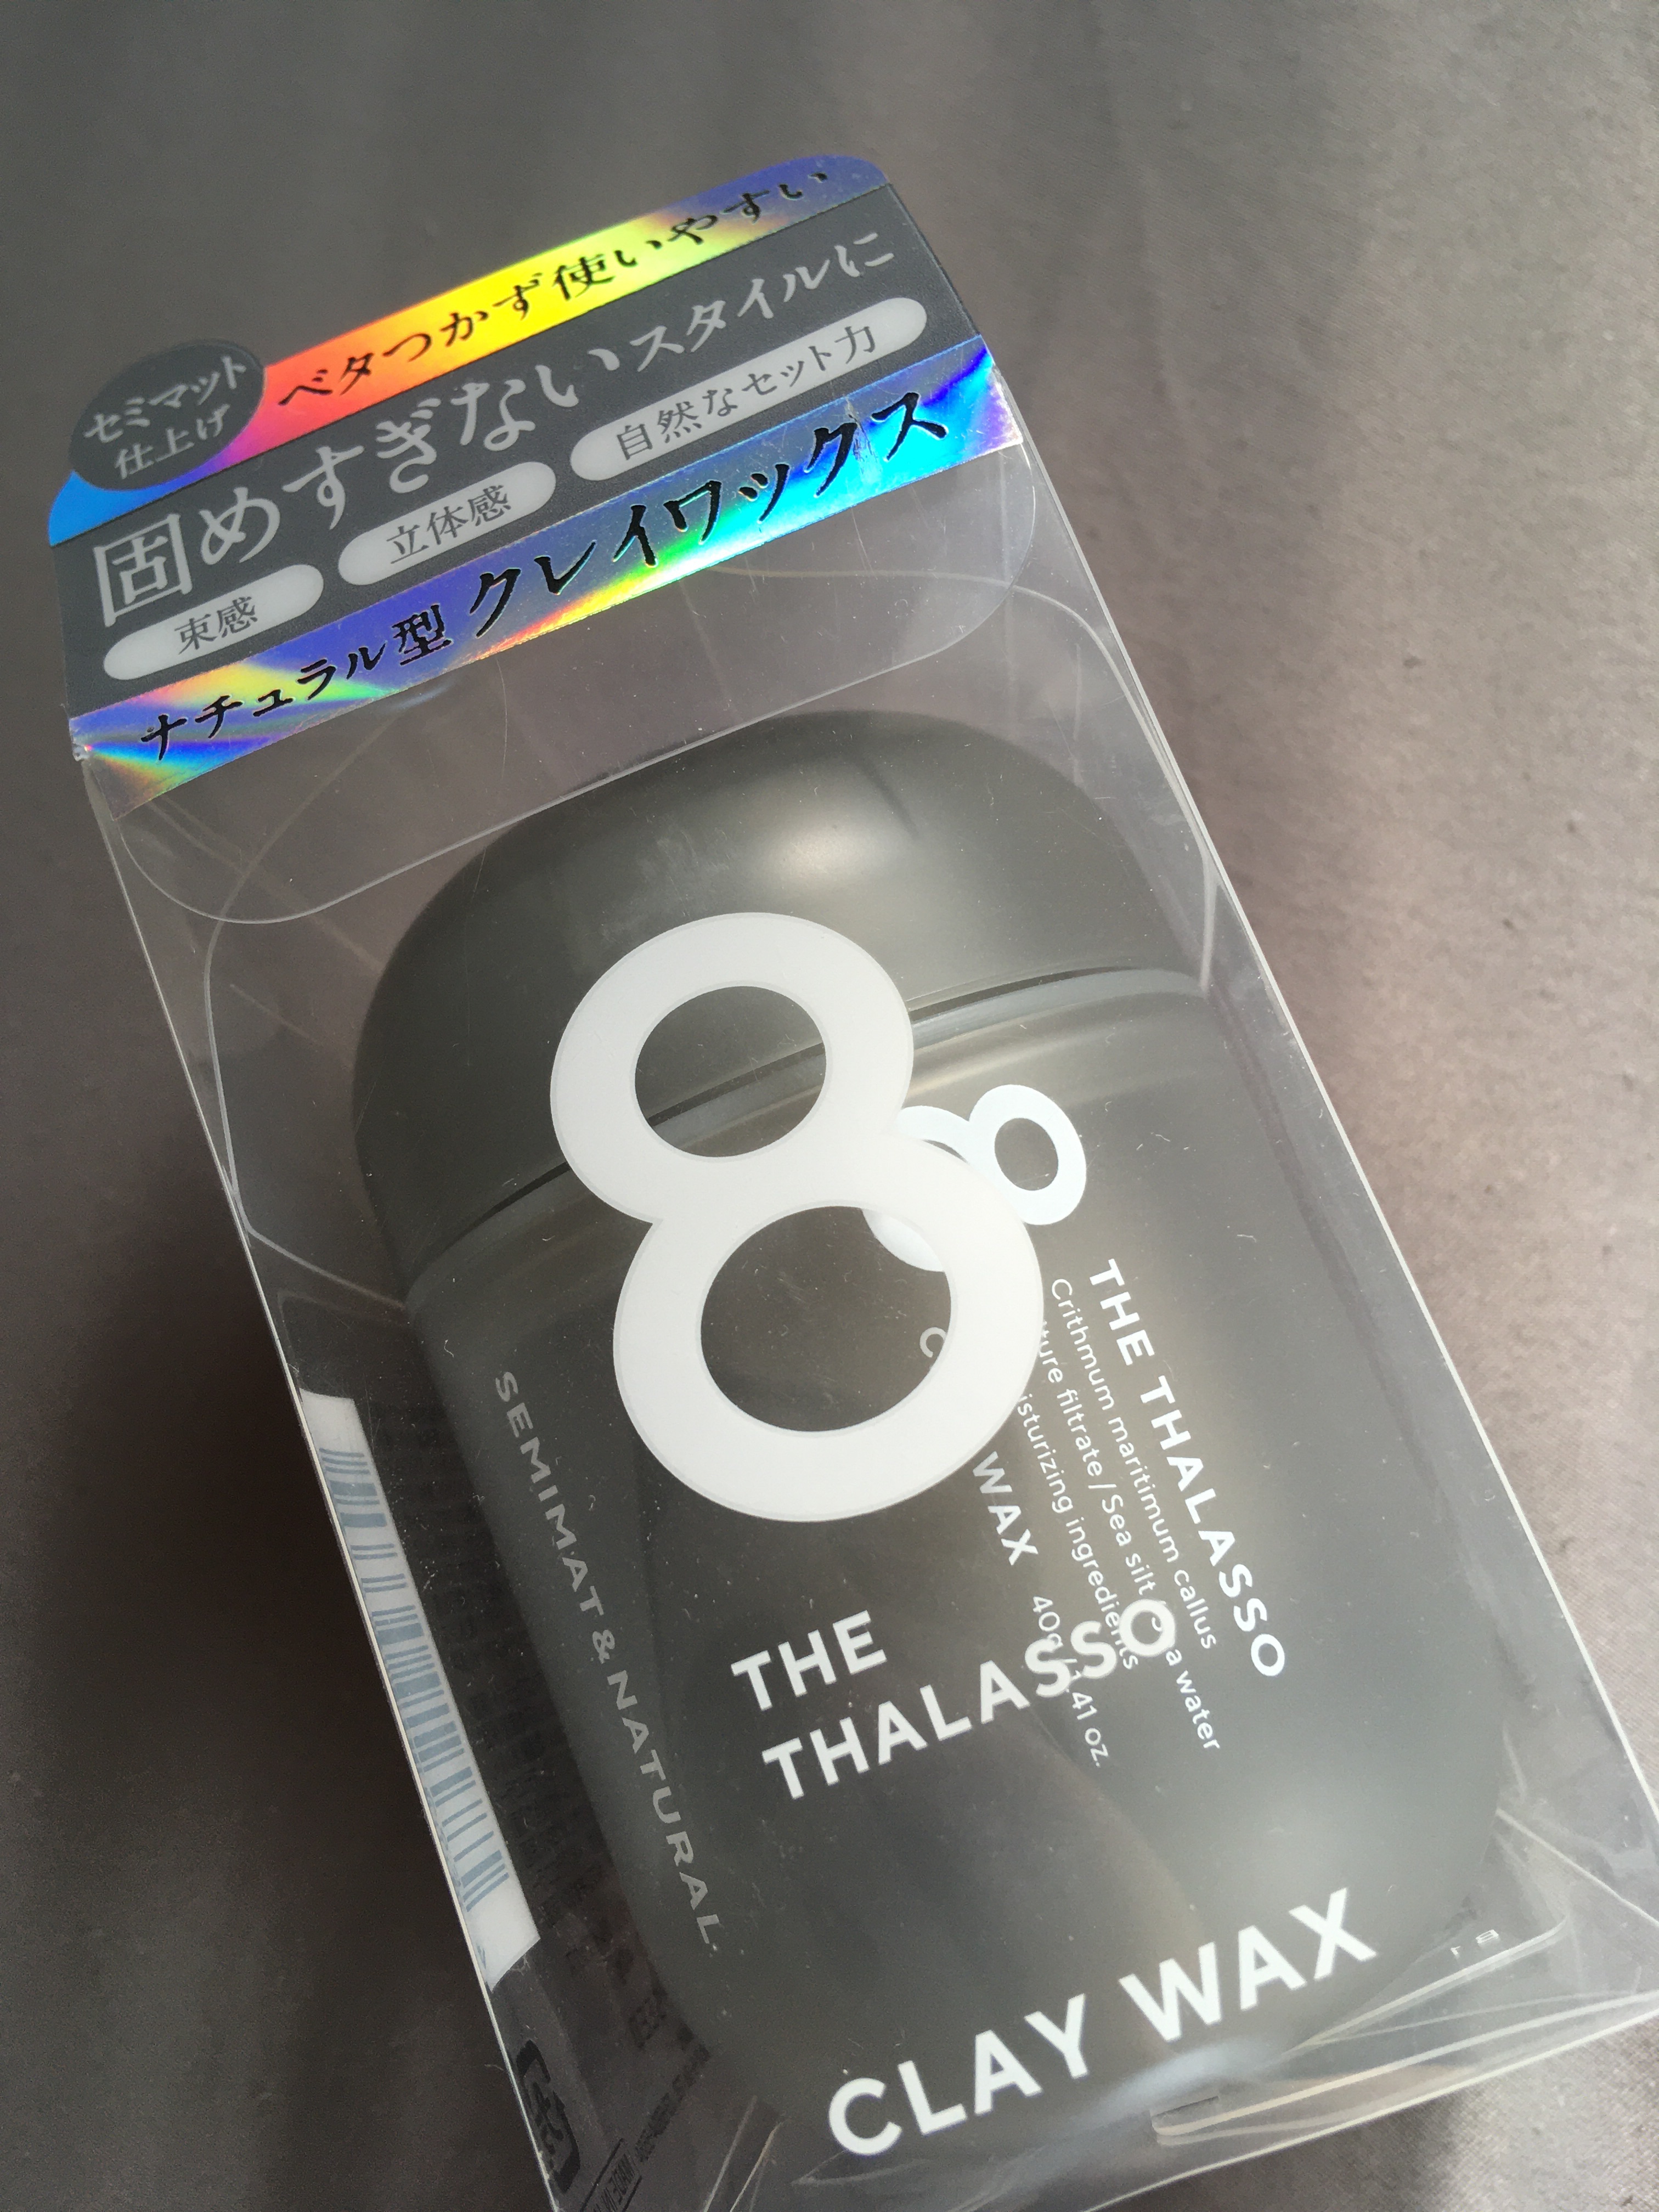 ベタつかず使いやすい
セミマット
仕上げ
固めすぎないスタイルに
束感
立体感
自然なセット力
ナチュラル型クレイワックス
8
8
THE THALASSO
Crithmum maritimum callus
filtrate / Sea silt water
ingredients
WAX
THE
THALASSO
SEMIMAT & NATURAL.
CLAY WAX